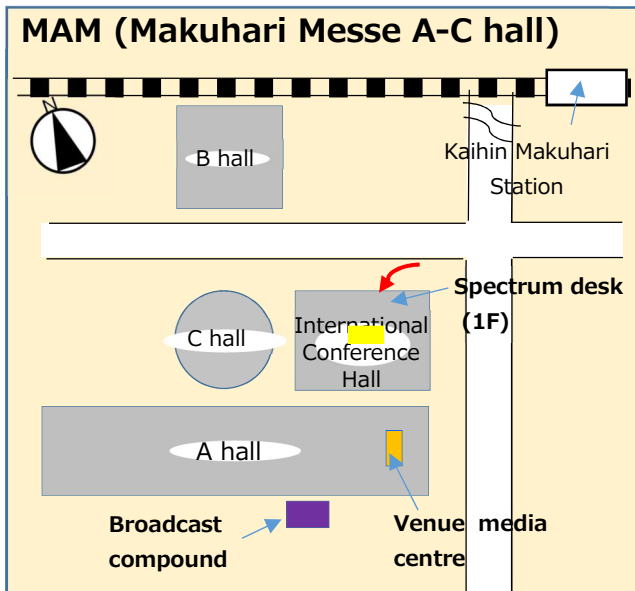 MAM (Makuhari Messe A-C hall)
N
B hall
Kaihin Makuhari
Station
Spectrum desk
(1F)
C hall
International
Conference
Hall
A hall
Broadcast
compound
Venue media
centre